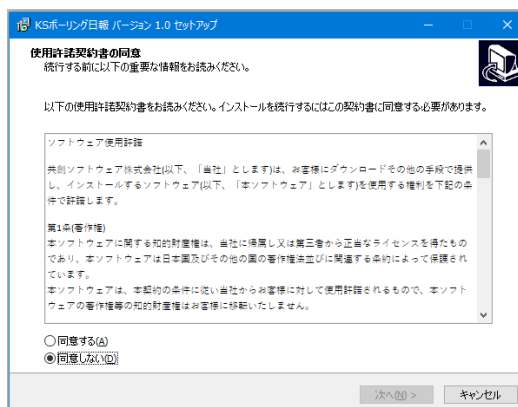 KSボーリング日報 バージョン 1.0 セットアップ
使用許諾契約書の同意
続行する前に以下の重要な情報をお読みください。
以下の使用許諾契約書をお読みください。インストールを続行するにはこの契約書に同意する必要があります。
ソフトウェア使用許諾
共創ソフトウェア株式会社(以下、「当社」とします)は、お客様にダウンロードその他の手段で提供
し、インストールするソフトウェア(以下、「本ソフトウェア」とします)を使用する権利を下記の条
件で許諾します。
第1条(著作権)
本ソフトウェアに関する知的財産権は、当社に帰属し又は第三者から正当なライセンスを得たもの
であり、本ソフトウェアは日本国及びその他の国の著作権法並びに関連する条約によって保護され
ています。
本ソフトウェアは、本契約の条件に従い当社からお客様に対して使用許諾されるもので、本ソフト
ウェアの著作権等の知的財産権はお客様に移転いたしません。
同意する(A)
同意しない(D)
次へ(N) >
キャンセル